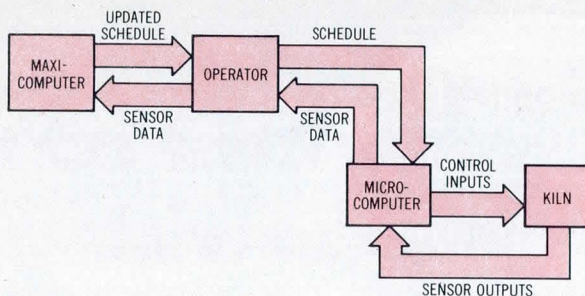 UPDATED
SCHEDULE
SCHEDULE
MAXI-
COMPUTER
OPERATOR
SENSOR
DATA
SENSOR
DATA
MICRO-
COMPUTER
CONTROL
INPUTS
KILN
SENSOR OUTPUTS